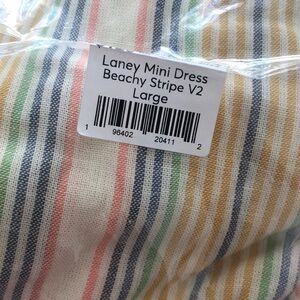 Laney Mini Dress
Beachy Stripe V2
Large
1 96402 20411 2